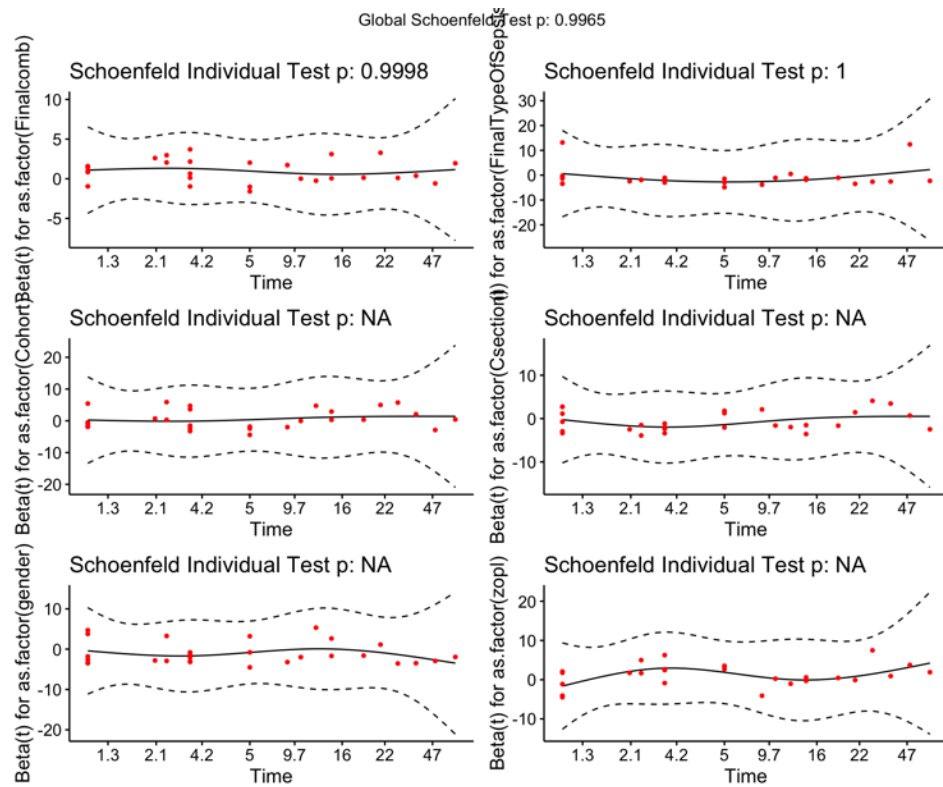 Global Schoenfeld Test p: 0.9965
Schoenfeld Individual Test p: 0.9998
Beta(t) for as.factor(Finalcomb)
10
5
0
-5
1.3 2.1 4.2 5 9.7 16 22 47
Time
Schoenfeld Individual Test p: 1
Beta(t) for as.factor(FinalTypeOfSepsis
30
20
10
0
-10
-20
1.3 2.1 4.2 5 9.7 16 22 47
Time
Schoenfeld Individual Test p: NA
Beta(t) for as.factor(Cohort)
20
10
0
-10
-20
1.3 2.1 4.2 5 9.7 16 22 47
Time
Schoenfeld Individual Test p: NA
Beta(t) for as.factor(Csection)
10
0
-10
1.3 2.1 4.2 5 9.7 16 22 47
Time
Schoenfeld Individual Test p: NA
Beta(t) for as.factor(gender)
10
0
-10
-20
1.3 2.1 4.2 5 9.7 16 22 47
Time
Schoenfeld Individual Test p: NA
Beta(t) for as.factor(zopl)
20
10
0
-10
1.3 2.1 4.2 5 9.7 16 22 47
Time